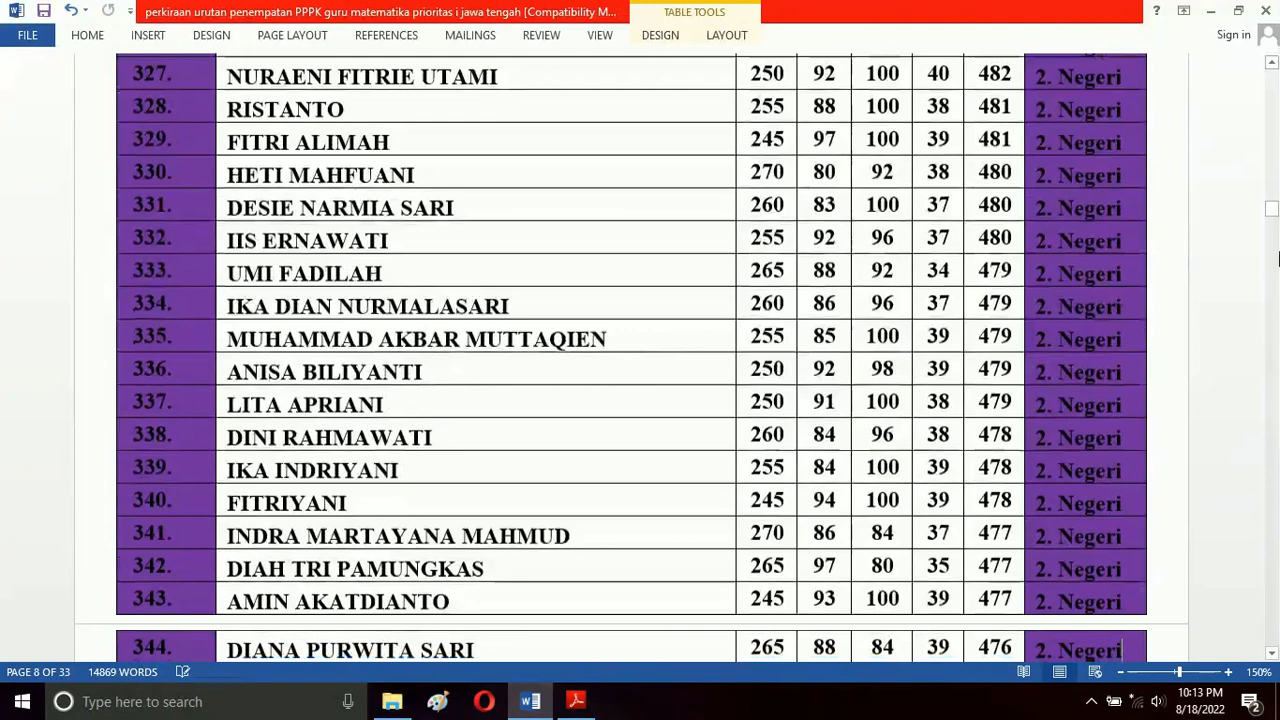 perkiraan urutan penempatan PPPK guru matematika prioritas i jawa tengah [Compatibility M...
TABLE TOOLS
?
FILE HOME INSERT DESIGN PAGE LAYOUT REFERENCES MAILINGS REVIEW VIEW DESIGN LAYOUT Sign in
327. NURAENI FITRIE UTAMI 250 92 100 40 482 2. Negeri
328. RISTANTO 255 88 100 38 481 2. Negeri
329. FITRI ALIMAH 245 97 100 39 481 2. Negeri
330. HETI MAHFUANI 270 80 92 38 480 2. Negeri
331. DESIE NARMIA SARI 260 83 100 37 480 2. Negeri
332. IIS ERNAWATI 255 92 96 37 480 2. Negeri
333. UMI FADILAH 265 88 92 34 479 2. Negeri
334. IKA DIAN NURMALASARI 260 86 96 37 479 2. Negeri
335. MUHAMMAD AKBAR MUTTAQIEN 255 85 100 39 479 2. Negeri
336. ANISA BILIYANTI 250 92 98 39 479 2. Negeri
337. LITA APRIANI 250 91 100 38 479 2. Negeri
338. DINI RAHMAWATI 260 84 96 38 478 2. Negeri
339. IKA INDRIYANI 255 84 100 39 478 2. Negeri
340. FITRIYANI 245 94 100 39 478 2. Negeri
341. INDRA MARTAYANA MAHMUD 270 86 84 37 477 2. Negeri
342. DIAH TRI PAMUNGKAS 265 97 80 35 477 2. Negeri
343. AMIN AKATDIANTO 245 93 100 39 477 2. Negeri
344. DIANA PURWITA SARI 265 88 84 39 476 2. Negeri
PAGE 8 OF 33 14869 WORDS 150%
Type here to search
10:13 PM
8/18/2022
2